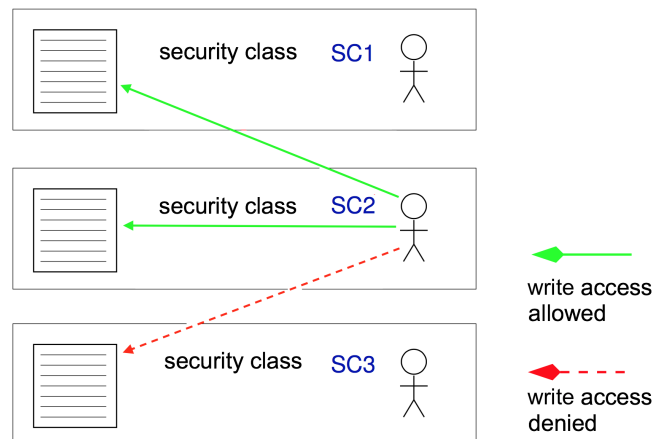 security class SC1
security class SC2
write access
allowed
security class SC3
write access
denied